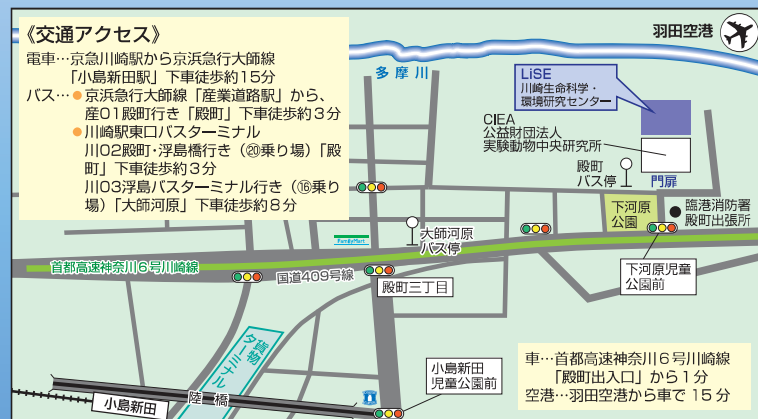 《交通アクセス》
電車…京急川崎駅から京浜急行大師線
「小島新田駅」下車徒歩約15分
バス…●京浜急行大師線「産業道路駅」から、
産01殿町行き「殿町」下車徒歩約3分
●川崎駅東口バスターミナル
川02殿町・浮島橋行き（⑳乗り場）「殿
町」下車徒歩約3分
川03浮島バスターミナル行き（⑯乗り
場）「大師河原」下車徒歩約8分
羽田空港
多摩川
LiSE
川崎生命科学・
環境研究センター
CIEA
公益財団法人
実験動物中央研究所
殿町
バス停
門扉
下河原
公園
臨港消防署
殿町出張所
大師河原
バス停
FamilyMart
首都高速神奈川6号川崎線
国道409号線
殿町三丁目
下河原児童
公園前
貨物
ターミナル
陸橋
小島新田
小島新田
児童公園前
車…首都高速神奈川6号川崎線
「殿町出入口」から1分
空港…羽田空港から車で 15分